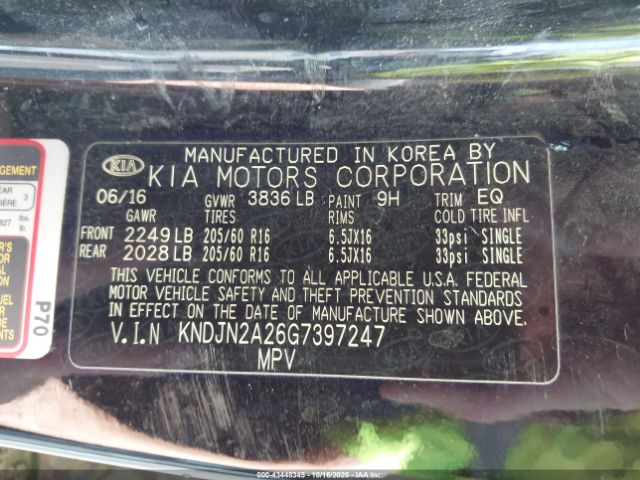 MANUFACTURED IN KOREA BY
KIA
KIA MOTORS CORPORATION
06/16 GVWR 3836 LB PAINT 9H TRIM EQ
GAWR TIRES RIMS COLD TIRE INFL
FRONT 2249 LB 205/60 R16 6.5JX16 33psi SINGLE
REAR 2028 LB 205/60 R16 6.5JX16 33psi SINGLE
THIS VEHICLE CONFORMS TO ALL APPLICABLE U.S.A. FEDERAL
MOTOR VEHICLE SAFETY AND THEFT PREVENTION STANDARDS
IN EFFECT ON THE DATE OF MANUFACTURE SHOWN ABOVE.
V.I.N KNDJN2A26G7397247
MPV
3
lbs.
P70
000-43448345 - 10/16/2025 - IAAI, Inc.